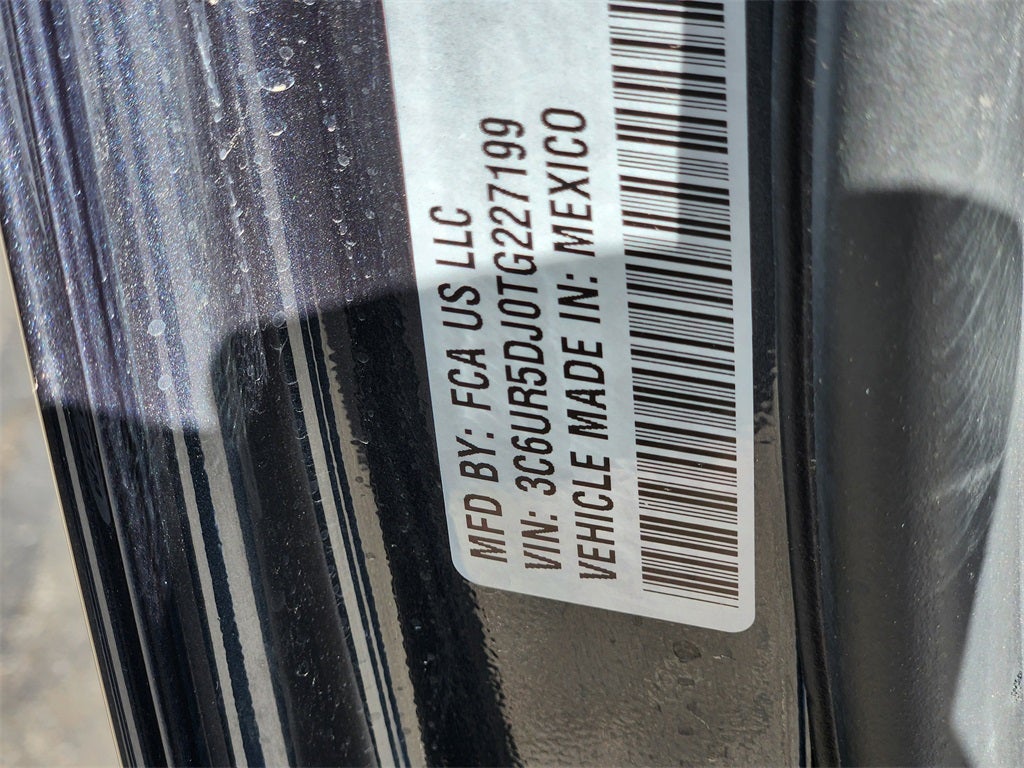 MFD BY: FCA US LLC
VIN: 3C6UR5DJ0TG227199
VEHICLE MADE IN: MEXICO